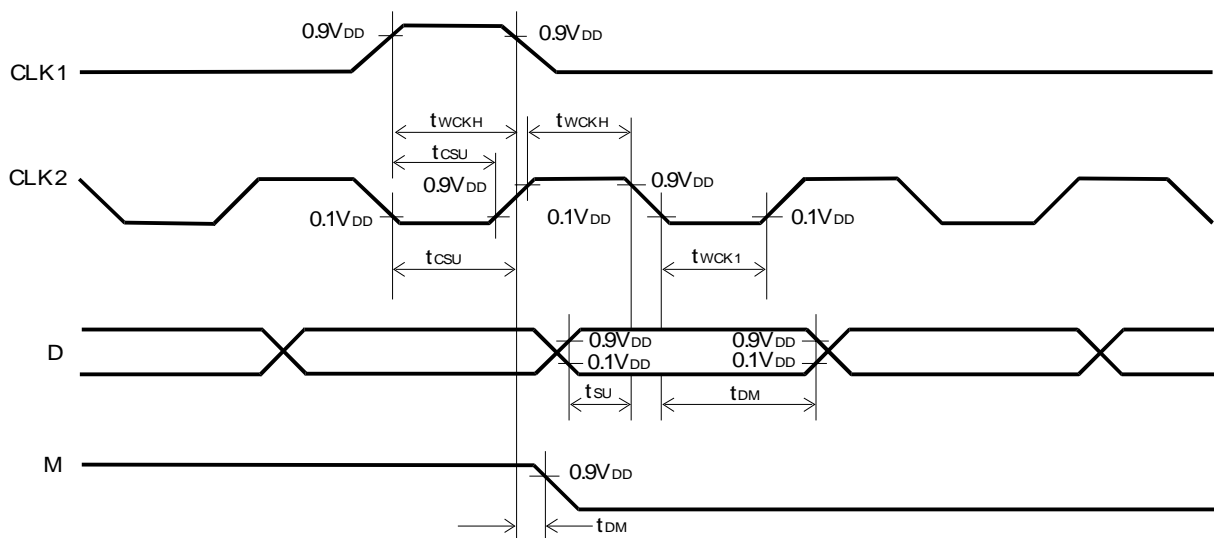 0.9VDD 0.9VDD
CLK1
tWCKH tWCKH
tCSU
CLK2 0.9VDD 0.9VDD
0.1VDD 0.1VDD 0.1VDD
tCSU tWCK1
0.9VDD 0.9VDD
D
0.1VDD 0.1VDD
tSU tDM
M
0.9VDD
tDM